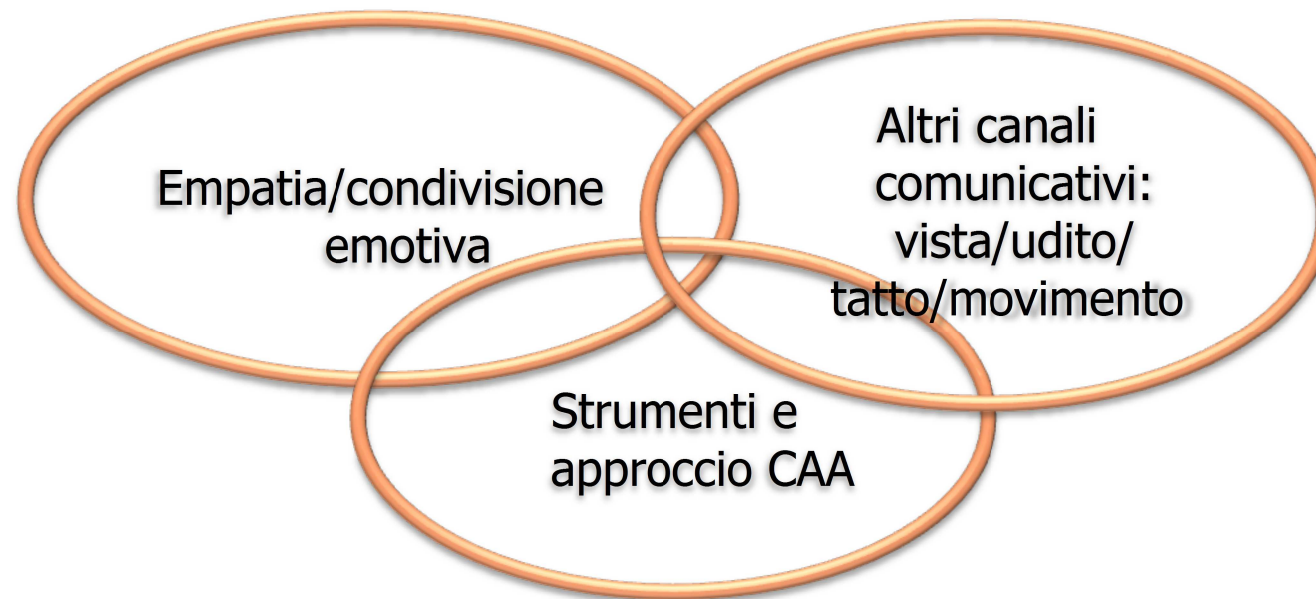 Empatia/condivisione
emotiva
Altri canali
comunicativi:
vista/udito/
tatto/movimento
Strumenti e
approccio CAA